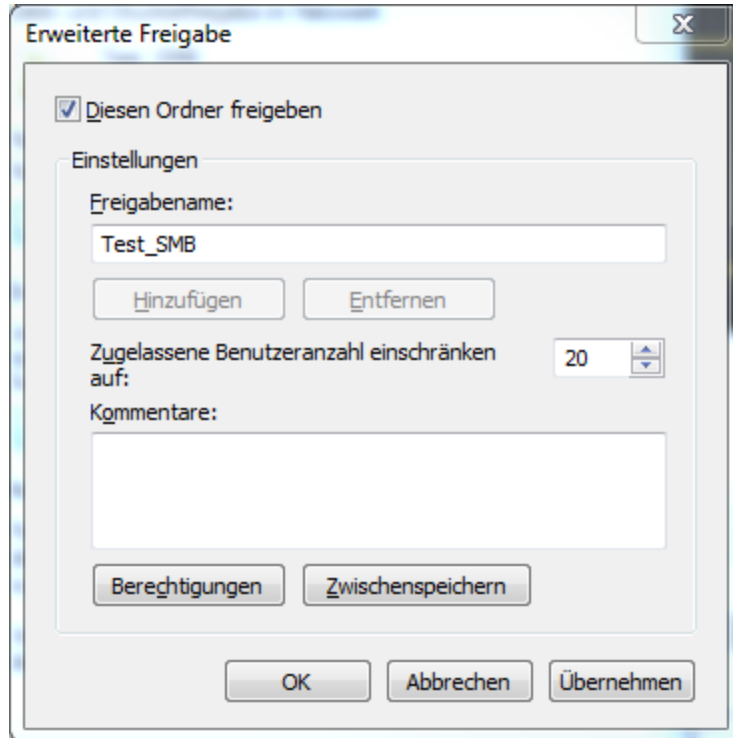 Erweiterte Freigabe
Diesen Ordner freigeben
Einstellungen
Freigabename:
Test_SMB
Hinzufügen Entfernen
Zugelassene Benutzeranzahl einschränken
auf:
20
Kommentare:
Berechtigungen Zwischenspeichern
OK Abbrechen Übernehmen